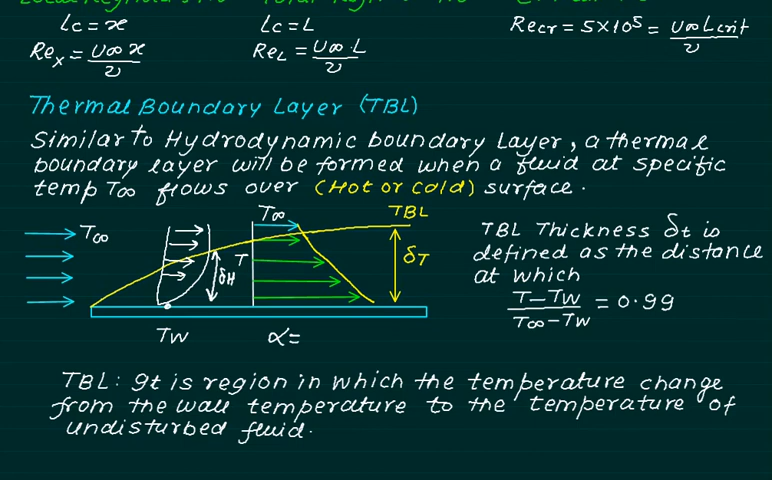 Lc = x Lc = L Recr = 5×10⁵ = U∞ Lcrit / ν
Rex = U∞ x / ν ReL = U∞ · L / ν
Thermal Boundary Layer (TBL)
Similar to Hydrodynamic boundary Layer, a thermal
boundary layer will be formed when a fluid at specific
temp T∞ flows over (Hot or cold) surface.
T∞ T∞ TBL
T δH δT
Tw α=
TBL Thickness δt is
defined as the distance
at which
T-Tw / T∞-Tw = 0.99
TBL: It is region in which the temperature change
from the wall temperature to the temperature of
undisturbed fluid.